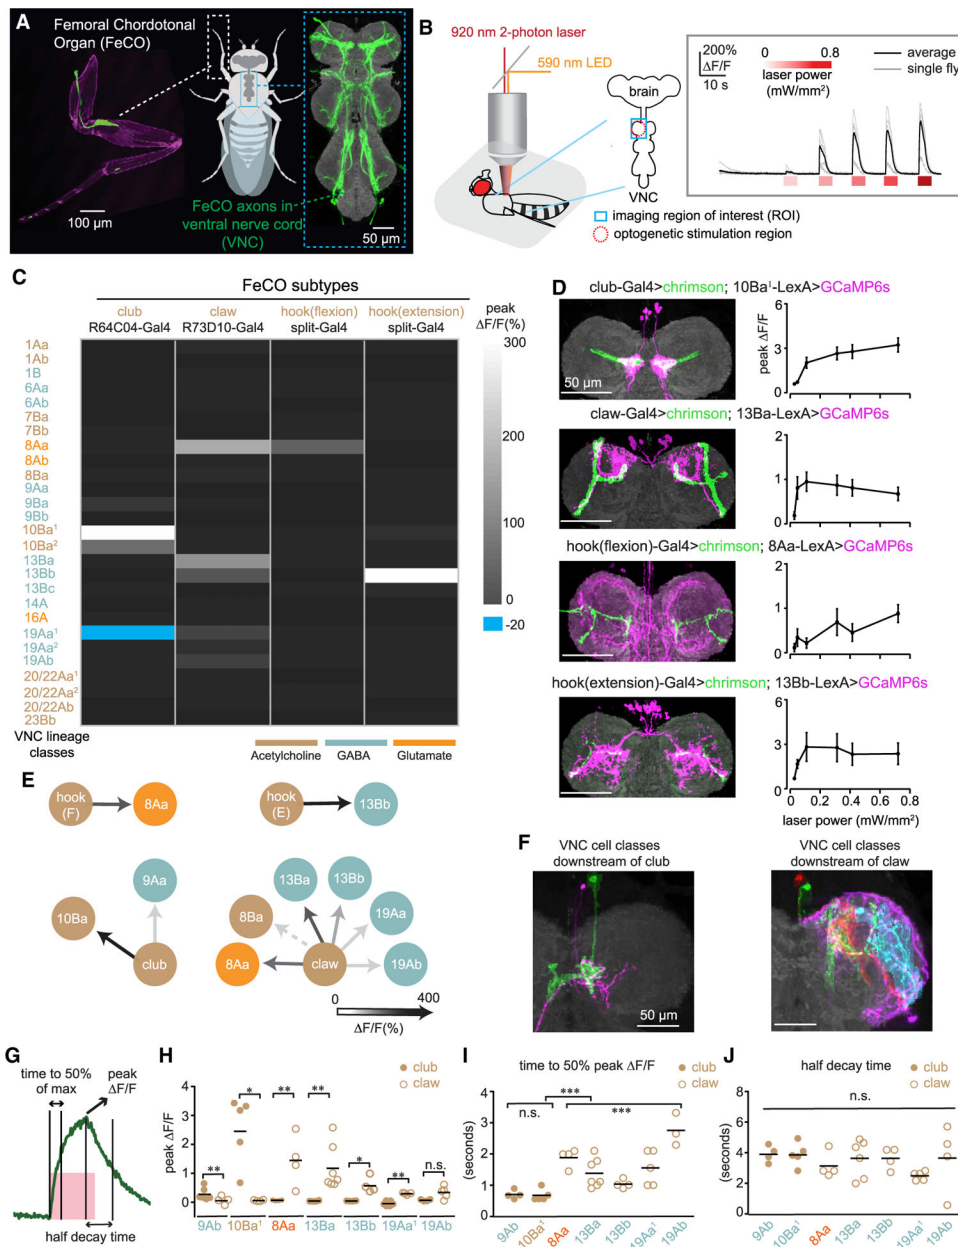 A
Femoral Chordotonal
Organ (FeCO)
100 µm
FeCO axons in
ventral nerve cord
(VNC)
50 µm
B
920 nm 2-photon laser
590 nm LED
brain
VNC
imaging region of interest (ROI)
optogenetic stimulation region
200%
ΔF/F
10 s
0 0.8
laser power
(mW/mm²)
average
single fly
C
FeCO subtypes
club claw hook(flexion) hook(extension)
R64C04-Gal4 R73D10-Gal4 split-Gal4 split-Gal4
peak
ΔF/F(%)
300
200
100
0
-20
1Aa
1Ab
1B
6Aa
6Ab
7Ba
7Bb
8Aa
8Ab
8Ba
9Aa
9Ba
9Bb
10Ba¹
10Ba²
13Ba
13Bb
13Bc
14A
16A
19Aa¹
19Aa²
19Ab
20/22Aa¹
20/22Aa²
20/22Ab
23Bb
VNC lineage
classes
Acetylcholine GABA Glutamate
D
club-Gal4>chrimson; 10Ba¹-LexA>GCaMP6s
50 µm
peak ΔF/F
4
3
2
1
0
claw-Gal4>chrimson; 13Ba-LexA>GCaMP6s
2
1
0
hook(flexion)-Gal4>chrimson; 8Aa-LexA>GCaMP6s
2
1
0
hook(extension)-Gal4>chrimson; 13Bb-LexA>GCaMP6s
4
3
2
1
0
0 0.2 0.4 0.6 0.8
laser power (mW/mm²)
E
hook
(F)
8Aa
hook
(E)
13Bb
9Aa
10Ba
club
13Ba
13Bb
8Ba
19Aa
8Aa
claw
19Ab
0 400
ΔF/F(%)
F
VNC cell classes
downstream of club
50 µm
VNC cell classes
downstream of claw
G
time to 50%
of max
peak
ΔF/F
half decay time
H
club
claw
peak ΔF/F
4
3
2
1
0
** * ** ** * ** n.s.
9Ab 10Ba¹ 8Aa 13Ba 13Bb 19Aa¹ 19Ab
I
time to 50% peak ΔF/F
club
claw
(seconds)
4
3
2
1
0
n.s. *** ***
9Ab 10Ba¹ 8Aa 13Ba 13Bb 19Aa¹ 19Ab
J
half decay time
club
claw
(seconds)
8
6
4
2
0
n.s.
9Ab 10Ba¹ 8Aa 13Ba 13Bb 19Aa¹ 19Ab